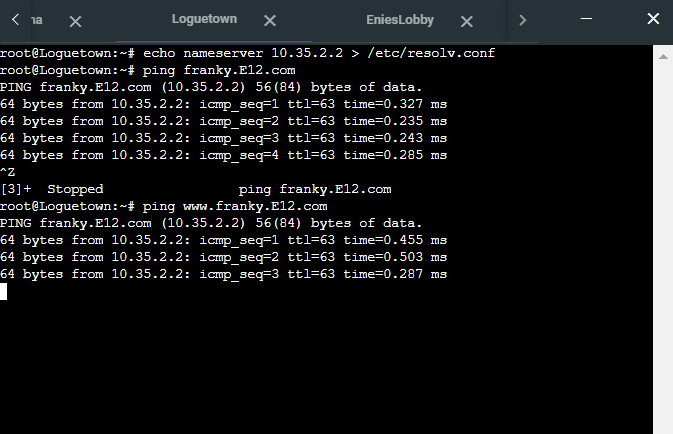 na Loguetown EniesLobby
root@Loguetown:~# echo nameserver 10.35.2.2 > /etc/resolv.conf
root@Loguetown:~# ping franky.E12.com
PING franky.E12.com (10.35.2.2) 56(84) bytes of data.
64 bytes from 10.35.2.2: icmp_seq=1 ttl=63 time=0.327 ms
64 bytes from 10.35.2.2: icmp_seq=2 ttl=63 time=0.235 ms
64 bytes from 10.35.2.2: icmp_seq=3 ttl=63 time=0.243 ms
64 bytes from 10.35.2.2: icmp_seq=4 ttl=63 time=0.285 ms
^Z
[3]+  Stopped                 ping franky.E12.com
root@Loguetown:~# ping www.franky.E12.com
PING franky.E12.com (10.35.2.2) 56(84) bytes of data.
64 bytes from 10.35.2.2: icmp_seq=1 ttl=63 time=0.455 ms
64 bytes from 10.35.2.2: icmp_seq=2 ttl=63 time=0.503 ms
64 bytes from 10.35.2.2: icmp_seq=3 ttl=63 time=0.287 ms